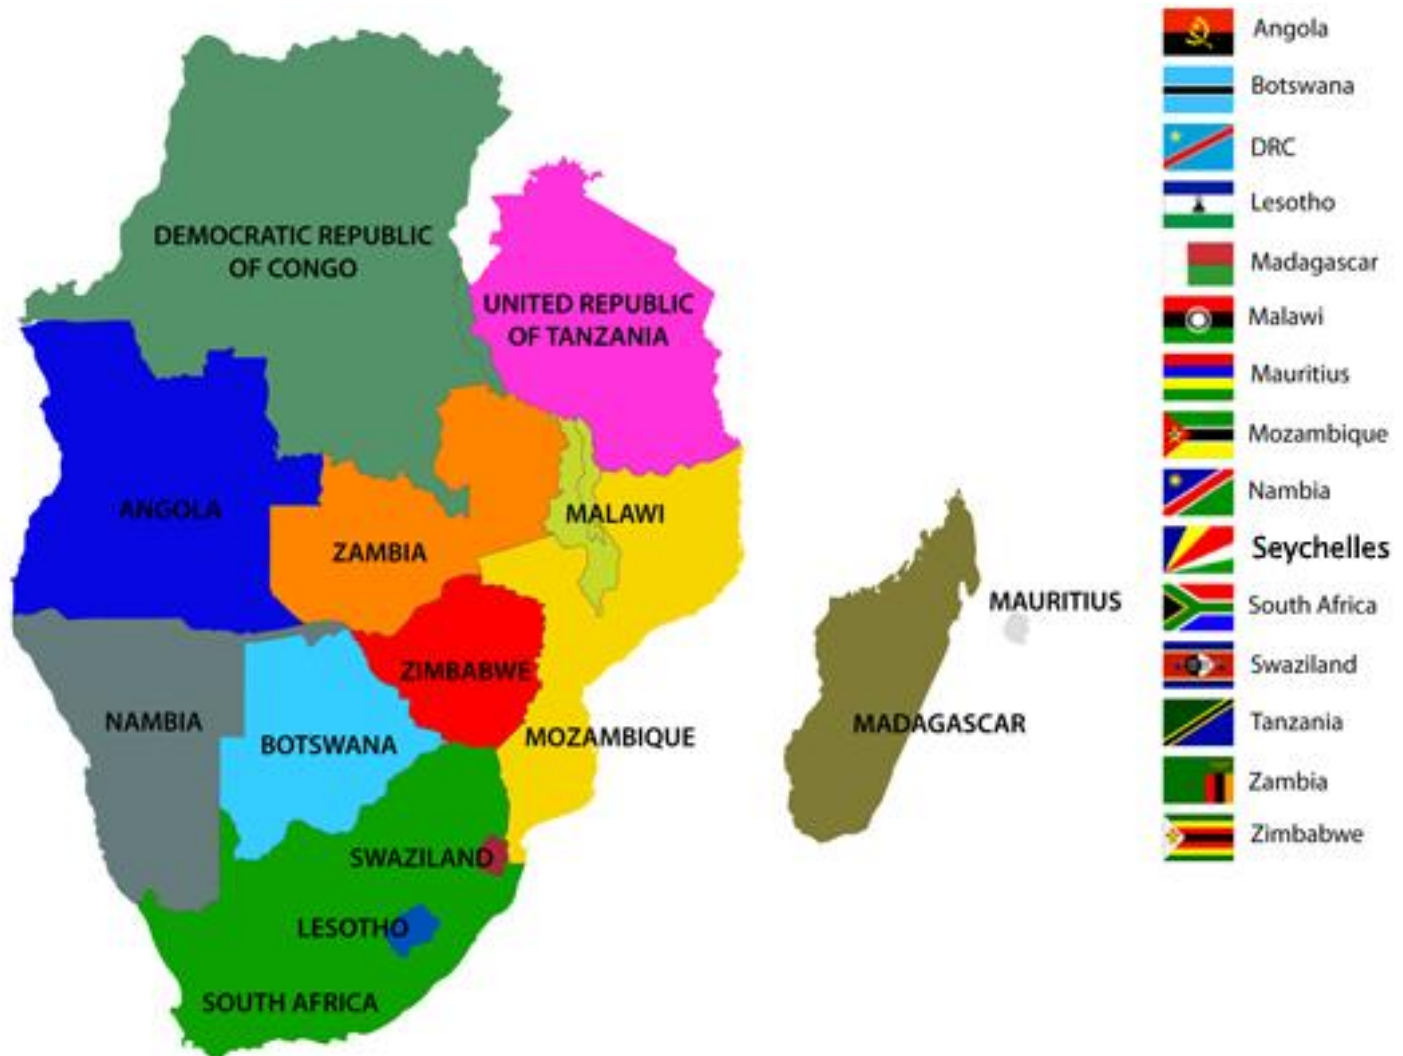 DEMOCRATIC REPUBLIC
OF CONGO
UNITED REPUBLIC
OF TANZANIA
ANGOLA
ZAMBIA
MALAWI
MAURITIUS
ZIMBABWE
NAMBIA
BOTSWANA
MOZAMBIQUE
MADAGASCAR
SWAZILAND
LESOTHO
SOUTH AFRICA
Angola
Botswana
DRC
Lesotho
Madagascar
Malawi
Mauritius
Mozambique
Nambia
Seychelles
South Africa
Swaziland
Tanzania
Zambia
Zimbabwe